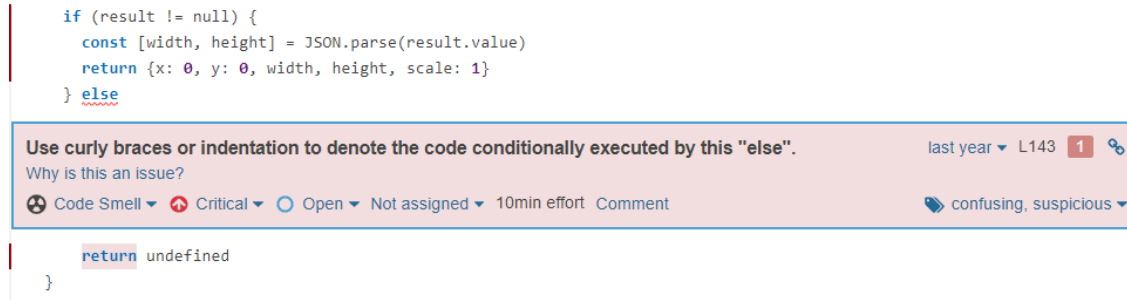 if (result != null) {
const [width, height] = JSON.parse(result.value)
return {x: 0, y: 0, width, height, scale: 1}
} else
Use curly braces or indentation to denote the code conditionally executed by this "else". last year L143 1
Why is this an issue?
Code Smell Critical Open Not assigned 10min effort Comment confusing, suspicious
return undefined
}